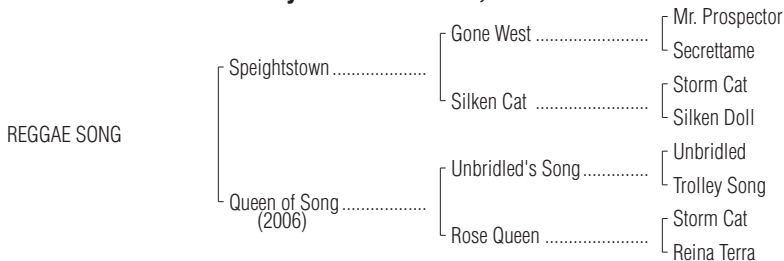 Mr. Prospector
Gone West ........................
Secrettame
Speightstown ....................
Storm Cat
Silken Cat ........................
Silken Doll
REGGAE SONG
Unbridled
Unbridled's Song..............
Trolley Song
Queen of Song ..................
(2006)
Storm Cat
Rose Queen ......................
Reina Terra